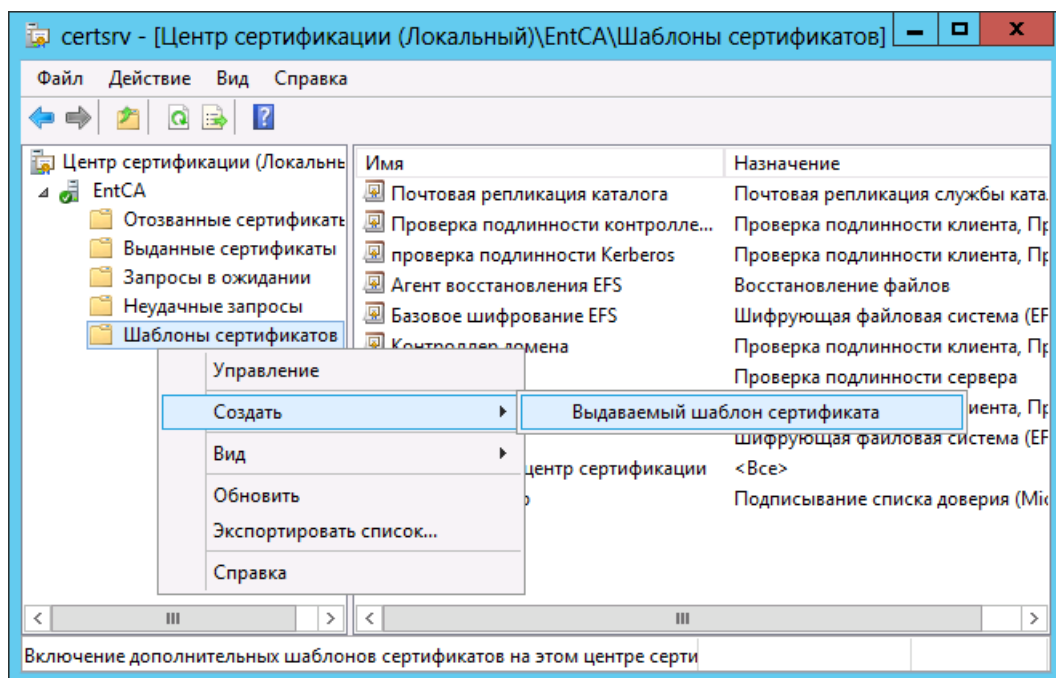 certsrv - [Центр сертификации (Локальный)\EntCA\Шаблоны сертификатов]
Файл Действие Вид Справка
Центр сертификации (Локальнь
EntCA
Отозванные сертификать
Выданные сертификаты
Запросы в ожидании
Неудачные запросы
Шаблоны сертификатов
Имя Назначение
Почтовая репликация каталога Почтовая репликация службы ката
Проверка подлинности контролле... Проверка подлинности клиента, Пр
проверка подлинности Kerberos Проверка подлинности клиента, Пр
Агент восстановления EFS Восстановление файлов
Базовое шифрование EFS Шифрующая файловая система (EF
Контроллер домена Проверка подлинности клиента, Пр
Проверка подлинности сервера
иента, Пр
Шифрующая файловая система (EF
центр сертификации <Все>
Подписывание списка доверия (Mic
Управление
Создать
Выдаваемый шаблон сертификата
Вид
Обновить
Экспортировать список...
Справка
Включение дополнительных шаблонов сертификатов на этом центре серти